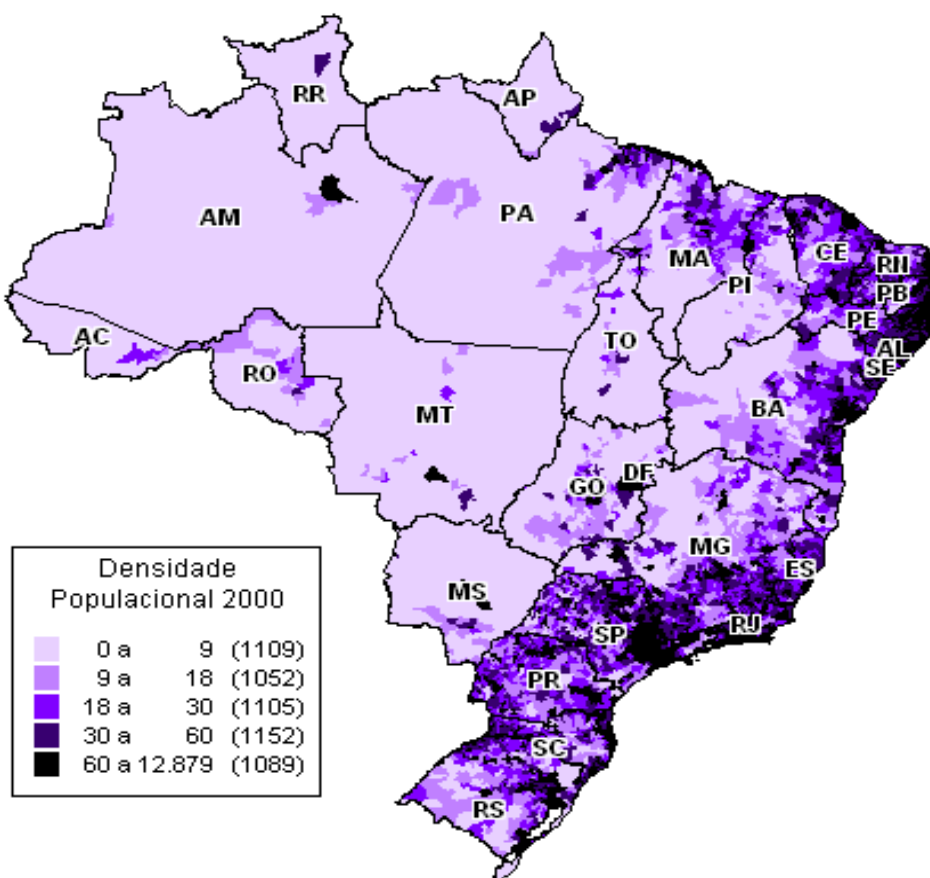 RR
AP
AM
PA
MA
CE
RN
PI
PB
PE
AC
TO
AL
RO
SE
MT
BA
DF
GO
MG
ES
MS
RJ
SP
PR
SC
RS
Densidade
Populacional 2000
0 a 9 (1109)
9 a 18 (1052)
18 a 30 (1105)
30 a 60 (1152)
60 a 12.879 (1089)